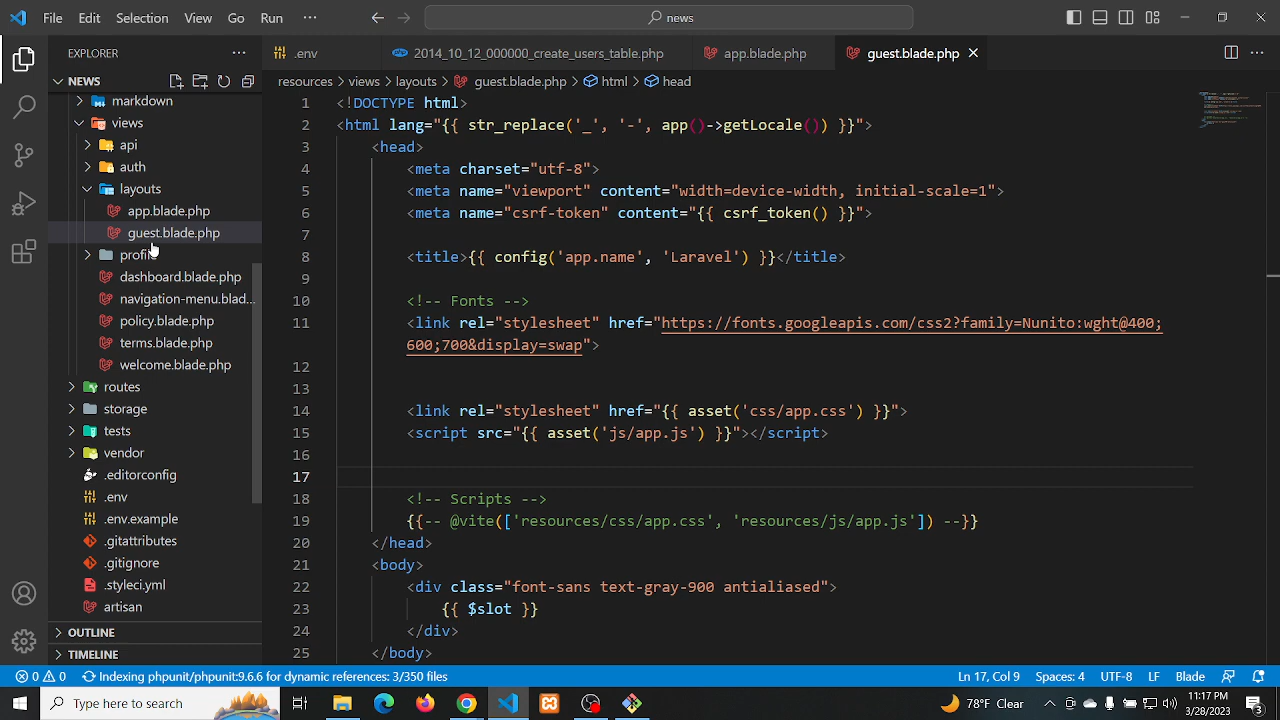 File Edit Selection View Go Run ··· news
EXPLORER ···
NEWS
markdown
views
api
auth
layouts
app.blade.php
guest.blade.php
dashboard.blade.php
navigation-menu.blad...
policy.blade.php
terms.blade.php
welcome.blade.php
routes
storage
tests
vendor
.editorconfig
.env
.env.example
.gitattributes
.gitignore
.styleci.yml
artisan
OUTLINE
TIMELINE
.env 2014_10_12_000000_create_users_table.php app.blade.php guest.blade.php
resources > views > layouts > guest.blade.php > html > head
1 <!DOCTYPE html>
2 <html lang="{{ str_replace('_', '-', app()->getLocale()) }}">
3 <head>
4 <meta charset="utf-8">
5 <meta name="viewport" content="width=device-width, initial-scale=1">
6 <meta name="csrf-token" content="{{ csrf_token() }}">
7
8 <title>{{ config('app.name', 'Laravel') }}</title>
9
10 <!-- Fonts -->
11 <link rel="stylesheet" href="https://fonts.googleapis.com/css2?family=Nunito:wght@400;
600;700&display=swap">
12
13
14 <link rel="stylesheet" href="{{ asset('css/app.css') }}">
15 <script src="{{ asset('js/app.js') }}"></script>
16
17
18 <!-- Scripts -->
19 {{-- @vite(['resources/css/app.css', 'resources/js/app.js']) --}}
20 </head>
21 <body>
22 <div class="font-sans text-gray-900 antialiased">
23 {{ $slot }}
24 </div>
25 </body>
0 0 Indexing phpunit/phpunit:9.6.6 for dynamic references: 3/350 files Ln 17, Col 9 Spaces: 4 UTF-8 LF Blade
Type here to search 78°F Clear 11:17 PM
3/28/2023